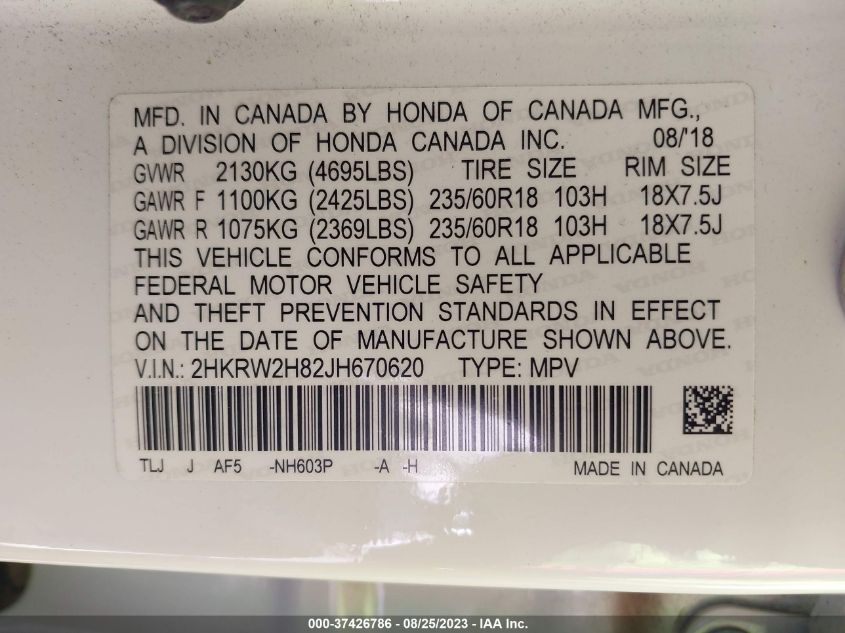 MFD. IN CANADA BY HONDA OF CANADA MFG.,
A DIVISION OF HONDA CANADA INC. 08/'18
GVWR 2130KG (4695LBS) TIRE SIZE RIM SIZE
GAWR F 1100KG (2425LBS) 235/60R18 103H 18X7.5J
GAWR R 1075KG (2369LBS) 235/60R18 103H 18X7.5J
THIS VEHICLE CONFORMS TO ALL APPLICABLE
FEDERAL MOTOR VEHICLE SAFETY
AND THEFT PREVENTION STANDARDS IN EFFECT
ON THE DATE OF MANUFACTURE SHOWN ABOVE.
V.I.N.: 2HKRW2H82JH670620 TYPE: MPV
TLJ J AF5 -NH603P -A -H MADE IN CANADA
000-37426786 - 08/25/2023 - IAA Inc.